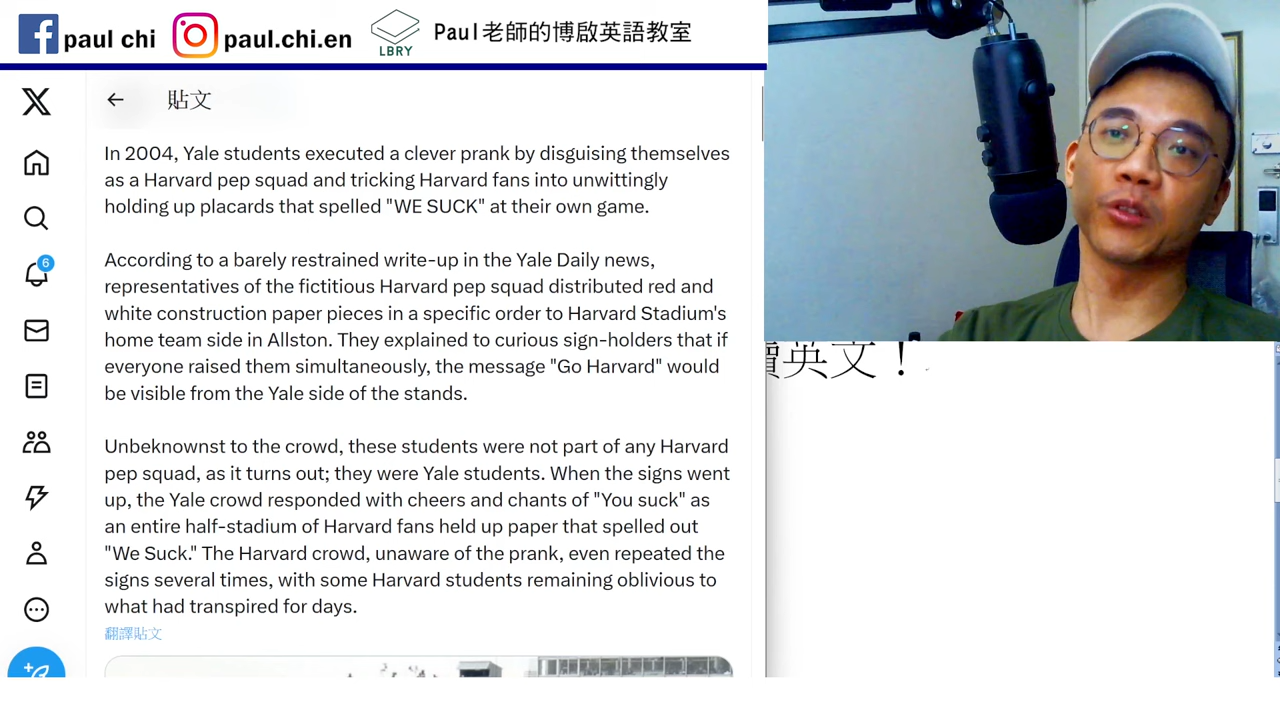 paul chi
paul.chi.en
LBRY
Paul老師的博啟英語教室
貼文
In 2004, Yale students executed a clever prank by disguising themselves
as a Harvard pep squad and tricking Harvard fans into unwittingly
holding up placards that spelled "WE SUCK" at their own game.
According to a barely restrained write-up in the Yale Daily news,
representatives of the fictitious Harvard pep squad distributed red and
white construction paper pieces in a specific order to Harvard Stadium's
home team side in Allston. They explained to curious sign-holders that if
everyone raised them simultaneously, the message "Go Harvard" would
be visible from the Yale side of the stands.
Unbeknownst to the crowd, these students were not part of any Harvard
pep squad, as it turns out; they were Yale students. When the signs went
up, the Yale crowd responded with cheers and chants of "You suck" as
an entire half-stadium of Harvard fans held up paper that spelled out
"We Suck." The Harvard crowd, unaware of the prank, even repeated the
signs several times, with some Harvard students remaining oblivious to
what had transpired for days.
翻譯貼文
6
讀英文！